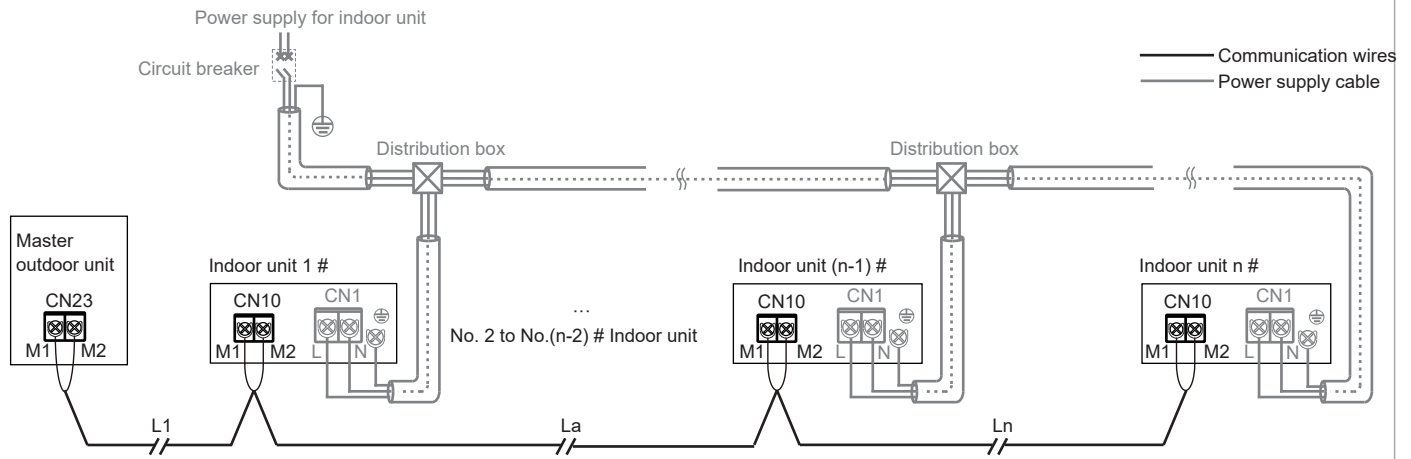 Power supply for indoor unit
Circuit breaker
Communication wires
Power supply cable
Distribution box
Distribution box
Master
outdoor unit
CN23
M1 M2
Indoor unit 1 #
CN10 CN1
M1 M2 L N
...
No. 2 to No.(n-2) # Indoor unit
Indoor unit (n-1) #
CN10 CN1
M1 M2 L N
Indoor unit n #
CN10 CN1
M1 M2 L N
L1
La
Ln